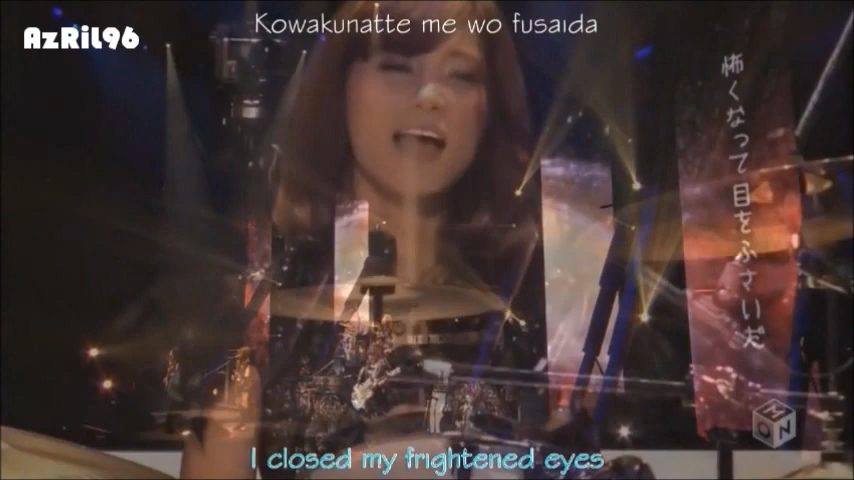 Kowakunatte me wo fusaida
AzRil96
怖くなって目をふさいだ
MON
I closed my frightened eyes